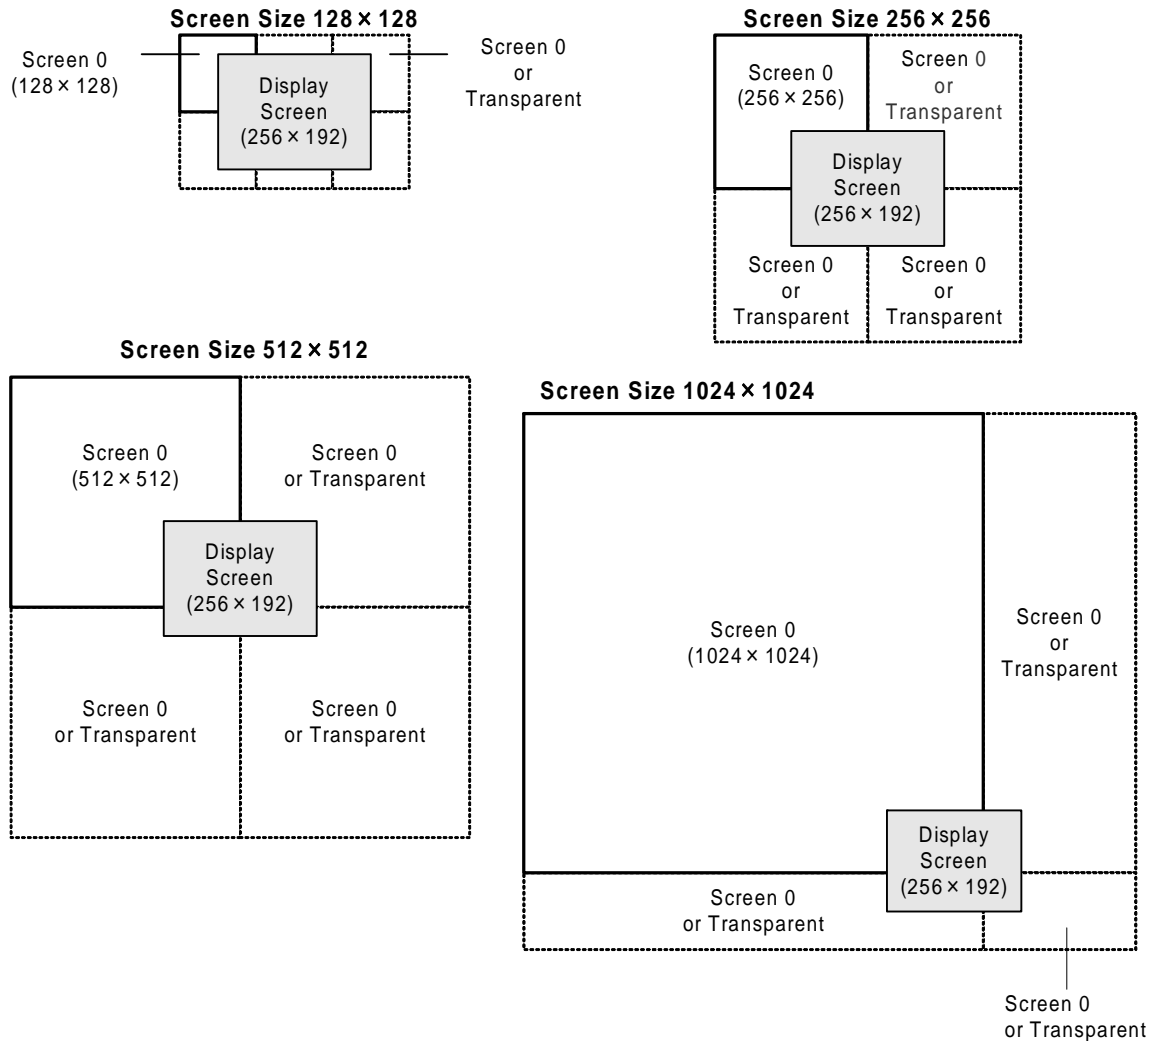 Screen Size 128 × 128
Screen 0
(128 × 128)
Display
Screen
(256 × 192)
Screen 0
or
Transparent
Screen Size 256 × 256
Screen 0
(256 × 256)
Screen 0
or
Transparent
Display
Screen
(256 × 192)
Screen 0
or
Transparent
Screen 0
or
Transparent
Screen Size 512 × 512
Screen 0
(512 × 512)
Screen 0
or Transparent
Display
Screen
(256 × 192)
Screen 0
or Transparent
Screen 0
or Transparent
Screen Size 1024 × 1024
Screen 0
(1024 × 1024)
Screen 0
or
Transparent
Display
Screen
(256 × 192)
Screen 0
or Transparent
Screen 0
or Transparent